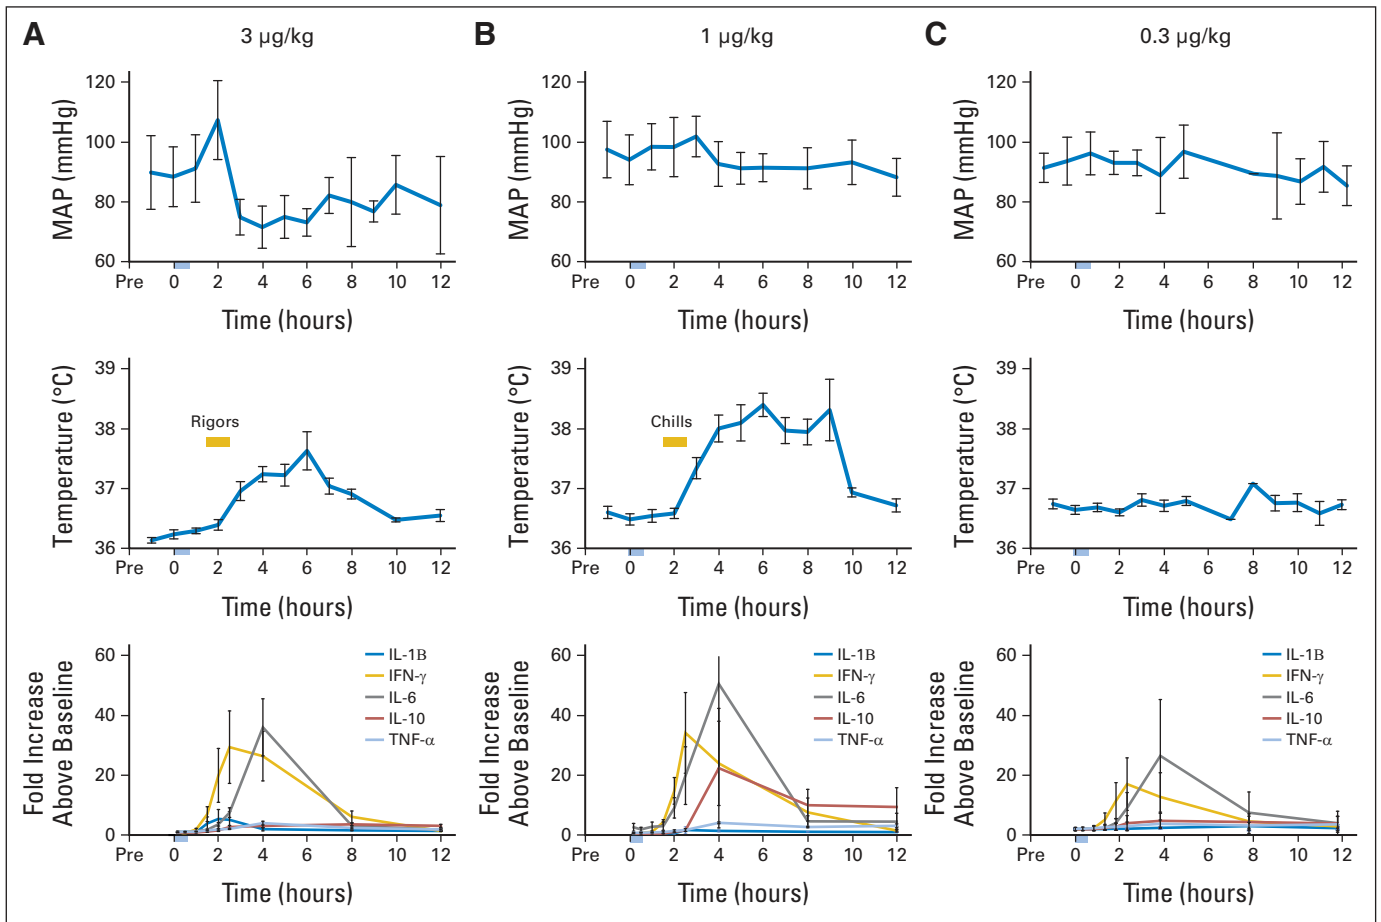 A
3 µg/kg
B
1 µg/kg
C
0.3 µg/kg
MAP (mmHg)
120
100
80
60
Pre 0 2 4 6 8 10 12
Time (hours)
MAP (mmHg)
120
100
80
60
Pre 0 2 4 6 8 10 12
Time (hours)
MAP (mmHg)
120
100
80
60
Pre 0 2 4 6 8 10 12
Time (hours)
Temperature (°C)
39
38
37
36
Rigors
Pre 0 2 4 6 8 10 12
Time (hours)
Temperature (°C)
39
38
37
36
Chills
Pre 0 2 4 6 8 10 12
Time (hours)
Temperature (°C)
39
38
37
36
Pre 0 2 4 6 8 10 12
Time (hours)
Fold Increase
Above Baseline
60
40
20
0
IL-1B
IFN-γ
IL-6
IL-10
TNF-α
Pre 0 2 4 6 8 10 12
Time (hours)
Fold Increase
Above Baseline
60
40
20
0
IL-1B
IFN-γ
IL-6
IL-10
TNF-α
Pre 0 2 4 6 8 10 12
Time (hours)
Fold Increase
Above Baseline
60
40
20
0
IL-1B
IFN-γ
IL-6
IL-10
TNF-α
Pre 0 2 4 6 8 10 12
Time (hours)